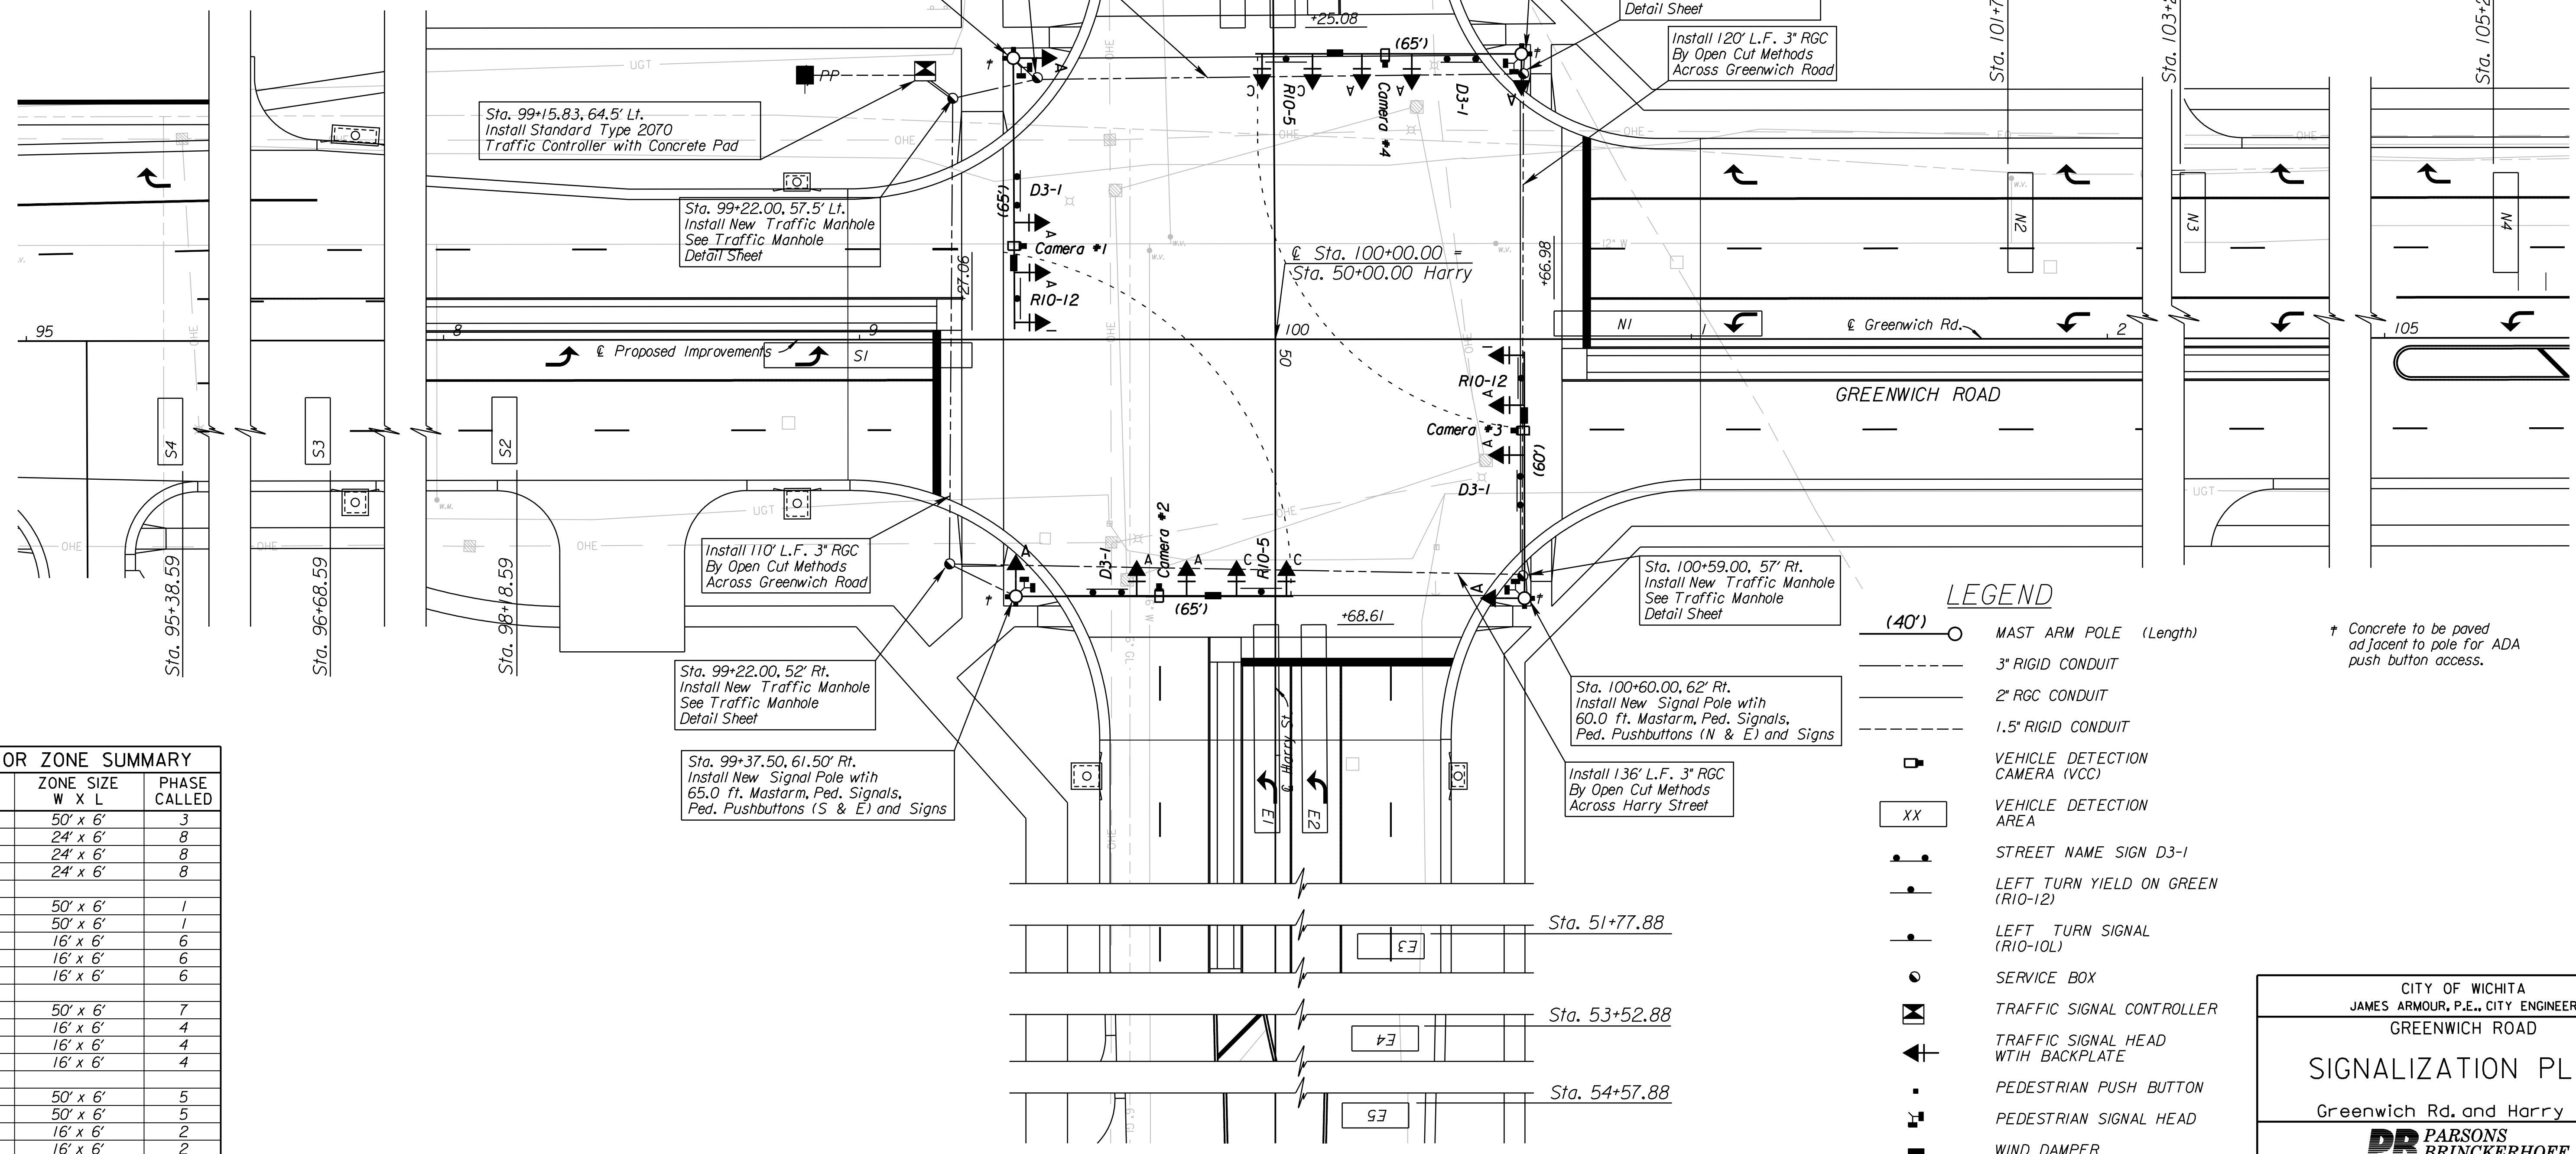 +25.08
Detail Sheet
Install 120' L.F. 3" RGC
By Open Cut Methods
Across Greenwich Road
Sta. 99+15.83, 64.5' Lt.
Install Standard Type 2070
Traffic Controller with Concrete Pad
PP
UGT
OHE
Sta. 99+22.00, 57.5' Lt.
Install New Traffic Manhole
See Traffic Manhole
Detail Sheet
(65')
D3-1
Camera #1
R10-12
27.06
(65')
R10-5
Camera #4
D3-1
℄ Sta. 100+00.00 =
Sta. 50+00.00 Harry
+66.98
12" W
W.V.
N2
N3
N4
95
8
9
100
50
N1
1
℄ Greenwich Rd.
2
105
℄ Proposed Improvements
S1
GREENWICH ROAD
R10-12
Camera #3
(60')
D3-1
S4
S3
S2
Sta. 95+38.59
Sta. 96+68.59
Sta. 98+18.59
Install 110' L.F. 3" RGC
By Open Cut Methods
Across Greenwich Road
D3-1
Camera #2
R10-5
(65')
+68.61
Sta. 99+22.00, 52' Rt.
Install New Traffic Manhole
See Traffic Manhole
Detail Sheet
Sta. 99+37.50, 61.50' Rt.
Install New Signal Pole wtih
65.0 ft. Mastarm, Ped. Signals,
Ped. Pushbuttons (S & E) and Signs
Sta. 100+59.00, 57' Rt.
Install New Traffic Manhole
See Traffic Manhole
Detail Sheet
Sta. 100+60.00, 62' Rt.
Install New Signal Pole wtih
60.0 ft. Mastarm, Ped. Signals,
Ped. Pushbuttons (N & E) and Signs
Install 136' L.F. 3" RGC
By Open Cut Methods
Across Harry Street
℄ Harry St.
E1
E2
E3
Sta. 51+77.88
E4
Sta. 53+52.88
E5
Sta. 54+57.88
LEGEND
(40')
MAST ARM POLE (Length)
3" RIGID CONDUIT
2" RGC CONDUIT
1.5" RIGID CONDUIT
VEHICLE DETECTION
CAMERA (VCC)
XX
VEHICLE DETECTION
AREA
STREET NAME SIGN D3-1
LEFT TURN YIELD ON GREEN
(R10-12)
LEFT TURN SIGNAL
(R10-10L)
SERVICE BOX
TRAFFIC SIGNAL CONTROLLER
TRAFFIC SIGNAL HEAD
WTIH BACKPLATE
PEDESTRIAN PUSH BUTTON
PEDESTRIAN SIGNAL HEAD
WIND DAMPER
† Concrete to be paved
adjacent to pole for ADA
push button access.
OR ZONE SUMMARY
ZONE SIZE W X L PHASE CALLED
50' x 6' 3
24' x 6' 8
24' x 6' 8
24' x 6' 8
50' x 6' 1
50' x 6' 1
16' x 6' 6
16' x 6' 6
16' x 6' 6
50' x 6' 7
16' x 6' 4
16' x 6' 4
16' x 6' 4
50' x 6' 5
50' x 6' 5
16' x 6' 2
16' x 6' 2
CITY OF WICHITA
JAMES ARMOUR, P.E., CITY ENGINEER
GREENWICH ROAD
SIGNALIZATION PL
Greenwich Rd. and Harry
PARSONS
BRINCKERHOFF